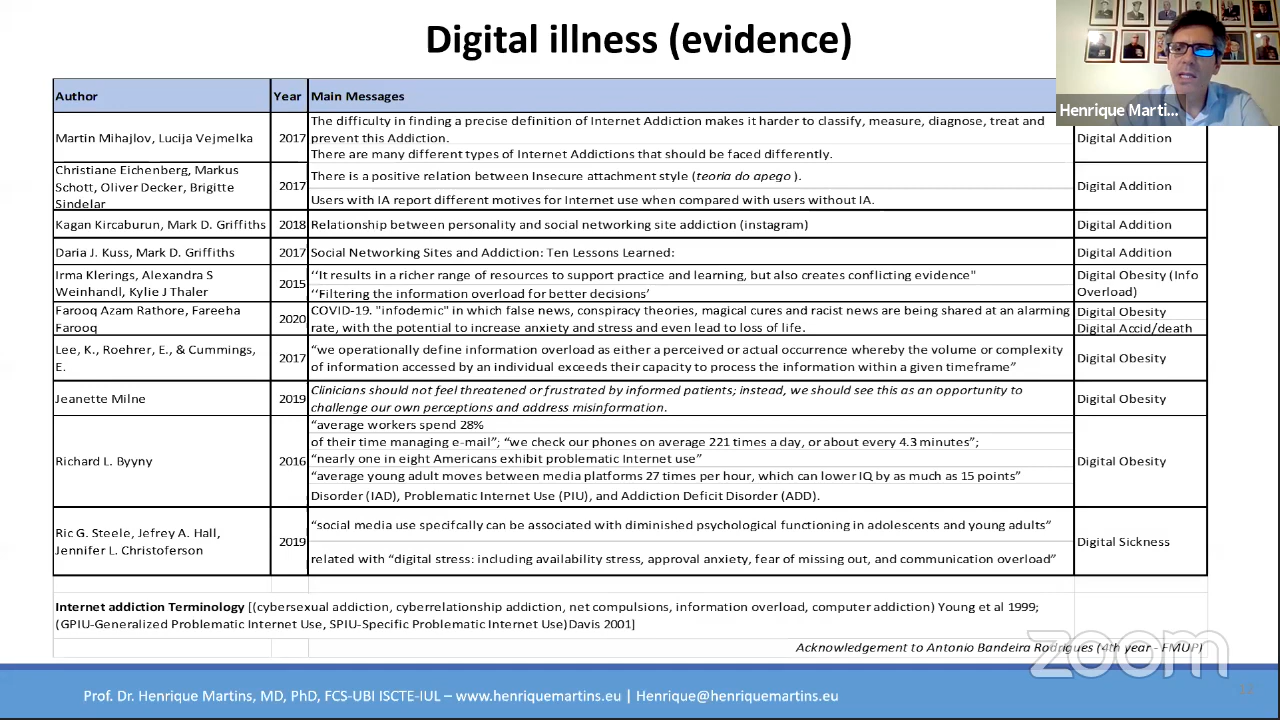 Digital illness (evidence)
Henrique Marti...
Author Year Main Messages
Martin Mihajlov, Lucija Vejmelka 2017 The difficulty in finding a precise definition of Internet Addiction makes it harder to classify, measure, diagnose, treat and
prevent this Addiction.
There are many different types of Internet Addictions that should be faced differently.
Digital Addition
Christiane Eichenberg, Markus
Schott, Oliver Decker, Brigitte
Sindelar
2017
There is a positive relation between Insecure attachment style (teoria do apego ).
Users with IA report different motives for Internet use when compared with users without IA.
Digital Addition
Kagan Kircaburun, Mark D. Griffiths 2018 Relationship between personality and social networking site addiction (instagram) Digital Addition
Daria J. Kuss, Mark D. Griffiths 2017 Social Networking Sites and Addiction: Ten Lessons Learned: Digital Addition
Irma Klerings, Alexandra S
Weinhandl, Kylie J Thaler
2015
‘‘It results in a richer range of resources to support practice and learning, but also creates conflicting evidence"
‘‘Filtering the information overload for better decisions’
Digital Obesity (Info
Overload)
Farooq Azam Rathore, Fareeha
Farooq
2020
COVID-19. "infodemic" in which false news, conspiracy theories, magical cures and racist news are being shared at an alarming
rate, with the potential to increase anxiety and stress and even lead to loss of life.
Digital Obesity
Digital Accid/death
Lee, K., Roehrer, E., & Cummings,
E.
2017
“we operationally define information overload as either a perceived or actual occurrence whereby the volume or complexity
of information accessed by an individual exceeds their capacity to process the information within a given timeframe”
Digital Obesity
Jeanette Milne 2019
Clinicians should not feel threatened or frustrated by informed patients; instead, we should see this as an opportunity to
challenge our own perceptions and address misinformation.
Digital Obesity
Richard L. Byyny 2016
“average workers spend 28%
of their time managing e-mail”; “we check our phones on average 221 times a day, or about every 4.3 minutes”;
“nearly one in eight Americans exhibit problematic Internet use”
“average young adult moves between media platforms 27 times per hour, which can lower IQ by as much as 15 points”
Disorder (IAD), Problematic Internet Use (PIU), and Addiction Deficit Disorder (ADD).
Digital Obesity
Ric G. Steele, Jefrey A. Hall,
Jennifer L. Christoferson
2019
“social media use specifcally can be associated with diminished psychological functioning in adolescents and young adults”
related with “digital stress: including availability stress, approval anxiety, fear of missing out, and communication overload”
Digital Sickness
Internet addiction Terminology [(cybersexual addiction, cyberrelationship addiction, net compulsions, information overload, computer addiction) Young et al 1999;
(GPIU-Generalized Problematic Internet Use, SPIU-Specific Problematic Internet Use)Davis 2001]
Acknowledgement to Antonio Bandeira Rodrigues (4th year - FMUP)
zoom
Prof. Dr. Henrique Martins, MD, PhD, FCS-UBI ISCTE-IUL – www.henriquemartins.eu | Henrique@henriquemartins.eu